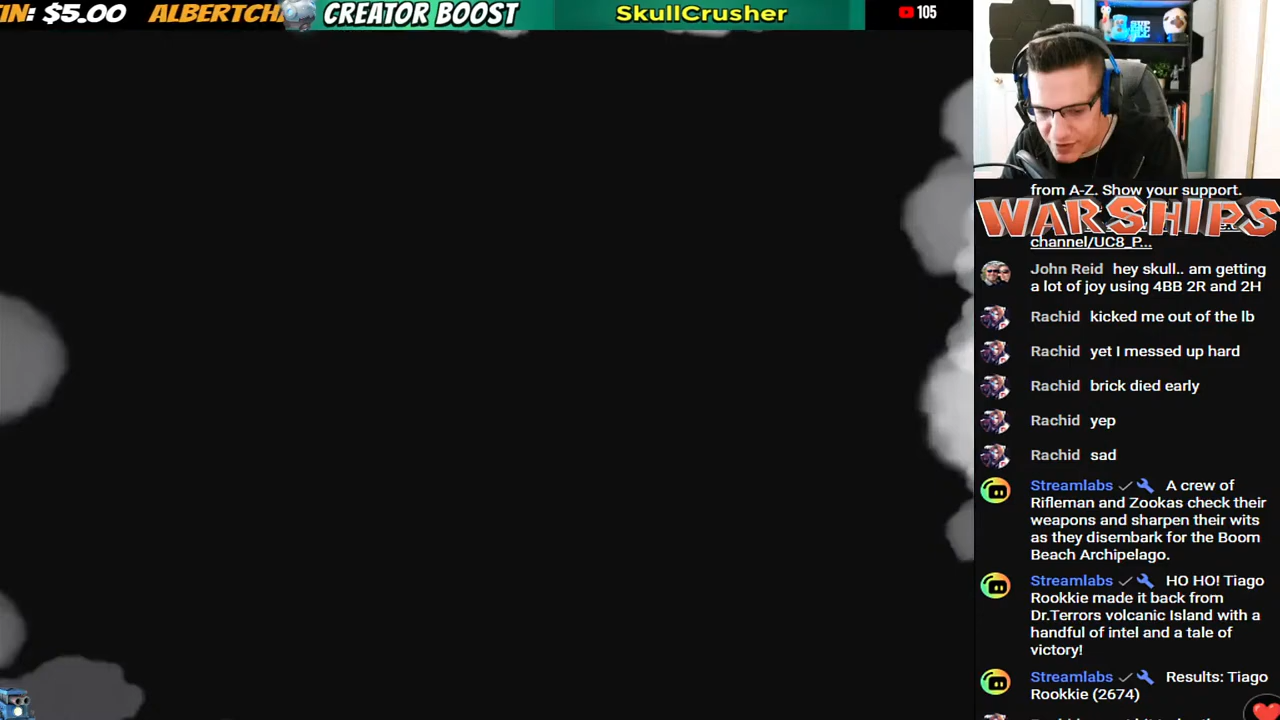 TIN: $5.00 ALBERTCH
CREATOR BOOST
SkullCrusher
105
from A-Z. Show your support.
WARSHIPS
channel/UC8_P...
John Reid hey skull.. am getting
a lot of joy using 4BB 2R and 2H
Rachid kicked me out of the lb
Rachid yet I messed up hard
Rachid brick died early
Rachid yep
Rachid sad
Streamlabs A crew of
Rifleman and Zookas check their
weapons and sharpen their wits
as they disembark for the Boom
Beach Archipelago.
Streamlabs HO HO! Tiago
Rookkie made it back from
Dr.Terrors volcanic Island with a
handful of intel and a tale of
victory!
Streamlabs Results: Tiago
Rookkie (2674)